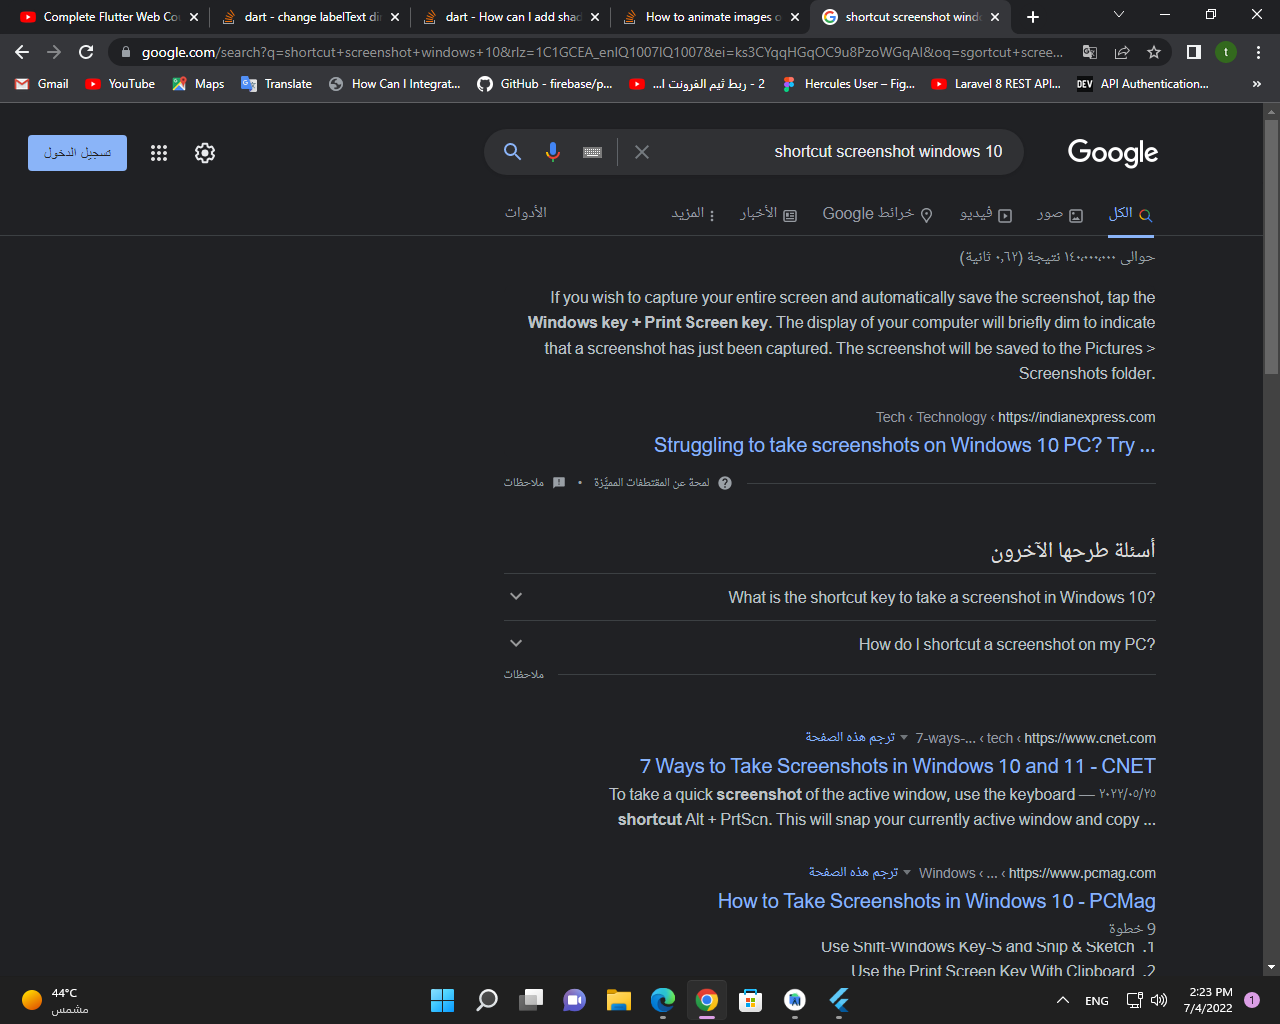 Complete Flutter Web Co
dart - change labelText di
dart - How can I add shad
How to animate images o
shortcut screenshot wind
google.com/search?q=shortcut+screenshot+windows+10&rlz=1C1GCEA_enIQ1007IQ1007&ei=ks3CYqqHGqOC9u8PzoWGqAI&oq=sgortcut+scree...
t
Gmail
YouTube
Maps
Translate
How Can I Integrat...
GitHub - firebase/p...
2 - ربط ثيم الفرونت ا...
Hercules User – Fig...
Laravel 8 REST API...
DEV
API Authentication...
Google
shortcut screenshot windows 10
تسجيل الدخول
الكل
صور
فيديو
خرائط Google
الأخبار
المزيد
الأدوات
حوالى ١٤٠،٠٠٠،٠٠٠ نتيجة (٠,٦٢ ثانية)
If you wish to capture your entire screen and automatically save the screenshot, tap the
Windows key + Print Screen key. The display of your computer will briefly dim to indicate
that a screenshot has just been captured. The screenshot will be saved to the Pictures >
Screenshots folder.
https://indianexpress.com › Technology › Tech
Struggling to take screenshots on Windows 10 PC? Try ...
لمحة عن المقتطفات المميَّزة • ملاحظات
أسئلة طرحها الآخرون
What is the shortcut key to take a screenshot in Windows 10?
How do I shortcut a screenshot on my PC?
ملاحظات
https://www.cnet.com › tech › 7-ways-... ترجم هذه الصفحة
7 Ways to Take Screenshots in Windows 10 and 11 - CNET
٢٠٢٢/٠٥/٢٥ — To take a quick screenshot of the active window, use the keyboard
shortcut Alt + PrtScn. This will snap your currently active window and copy ...
https://www.pcmag.com › ... › Windows ترجم هذه الصفحة
How to Take Screenshots in Windows 10 - PCMag
9 خطوة
1. Use Shift-Windows Key-S and Snip & Sketch
2. Use the Print Screen Key With Clipboard
44°C
مشمس
ENG
2:23 PM
7/4/2022
1